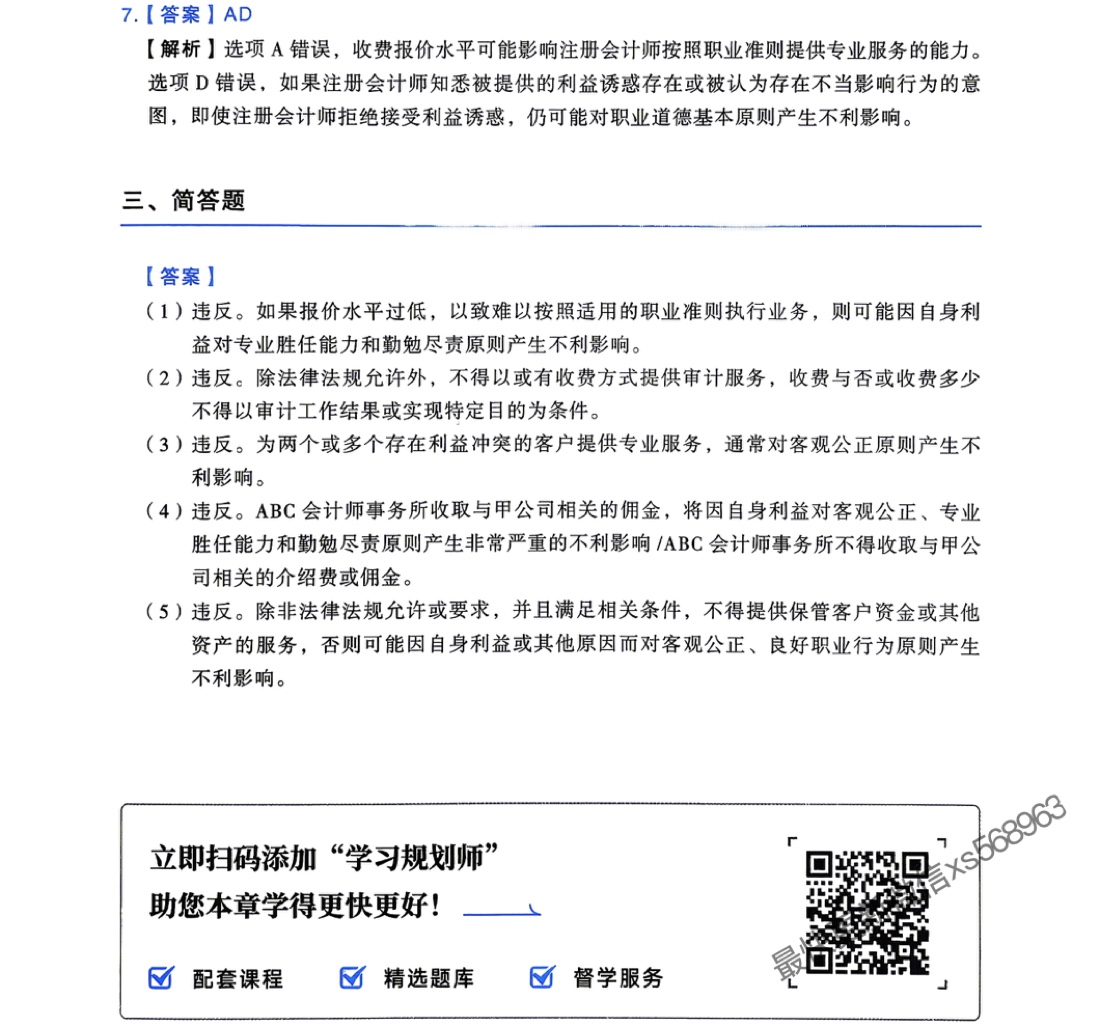 7.【答案】AD
【解析】选项 A 错误，收费报价水平可能影响注册会计师按照职业准则提供专业服务的能力。
选项 D 错误，如果注册会计师知悉被提供的利益诱惑存在或被认为存在不当影响行为的意
图，即使注册会计师拒绝接受利益诱惑，仍可能对职业道德基本原则产生不利影响。
三、简答题
【答案】
（1）违反。如果报价水平过低，以致难以按照适用的职业准则执行业务，则可能因自身利
益对专业胜任能力和勤勉尽责原则产生不利影响。
（2）违反。除法律法规允许外，不得以或有收费方式提供审计服务，收费与否或收费多少
不得以审计工作结果或实现特定目的为条件。
（3）违反。为两个或多个存在利益冲突的客户提供专业服务，通常对客观公正原则产生不
利影响。
（4）违反。ABC 会计师事务所收取与甲公司相关的佣金，将因自身利益对客观公正、专业
胜任能力和勤勉尽责原则产生非常严重的不利影响 /ABC 会计师事务所不得收取与甲公
司相关的介绍费或佣金。
（5）违反。除非法律法规允许或要求，并且满足相关条件，不得提供保管客户资金或其他
资产的服务，否则可能因自身利益或其他原因而对客观公正、良好职业行为原则产生
不利影响。
立即扫码添加“学习规划师”
助您本章学得更快更好！
配套课程 精选题库 督学服务
信xs568963